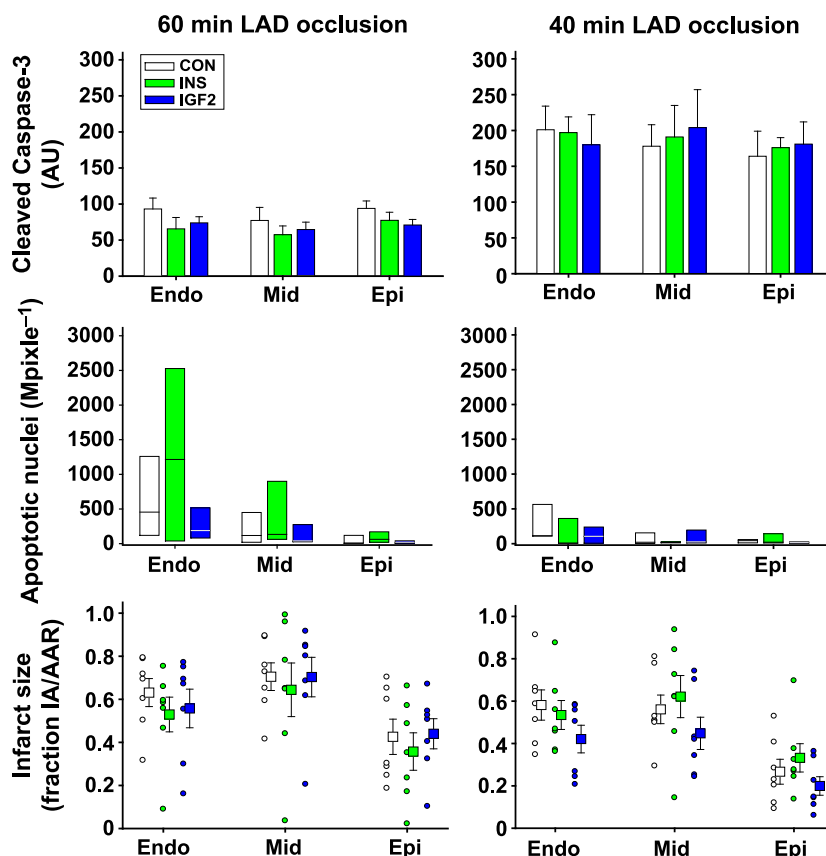 60 min LAD occlusion
40 min LAD occlusion
Cleaved Caspase-3
(AU)
300
250
200
150
100
50
0
CON
INS
IGF2
Endo Mid Epi
300
250
200
150
100
50
0
Endo Mid Epi
Apoptotic nuclei (Mpixle⁻¹)
3000
2500
2000
1500
1000
500
0
Endo Mid Epi
3000
2500
2000
1500
1000
500
0
Endo Mid Epi
Infarct size
(fraction IA/AAR)
1.0
0.8
0.6
0.4
0.2
0
Endo Mid Epi
1.0
0.8
0.6
0.4
0.2
0
Endo Mid Epi